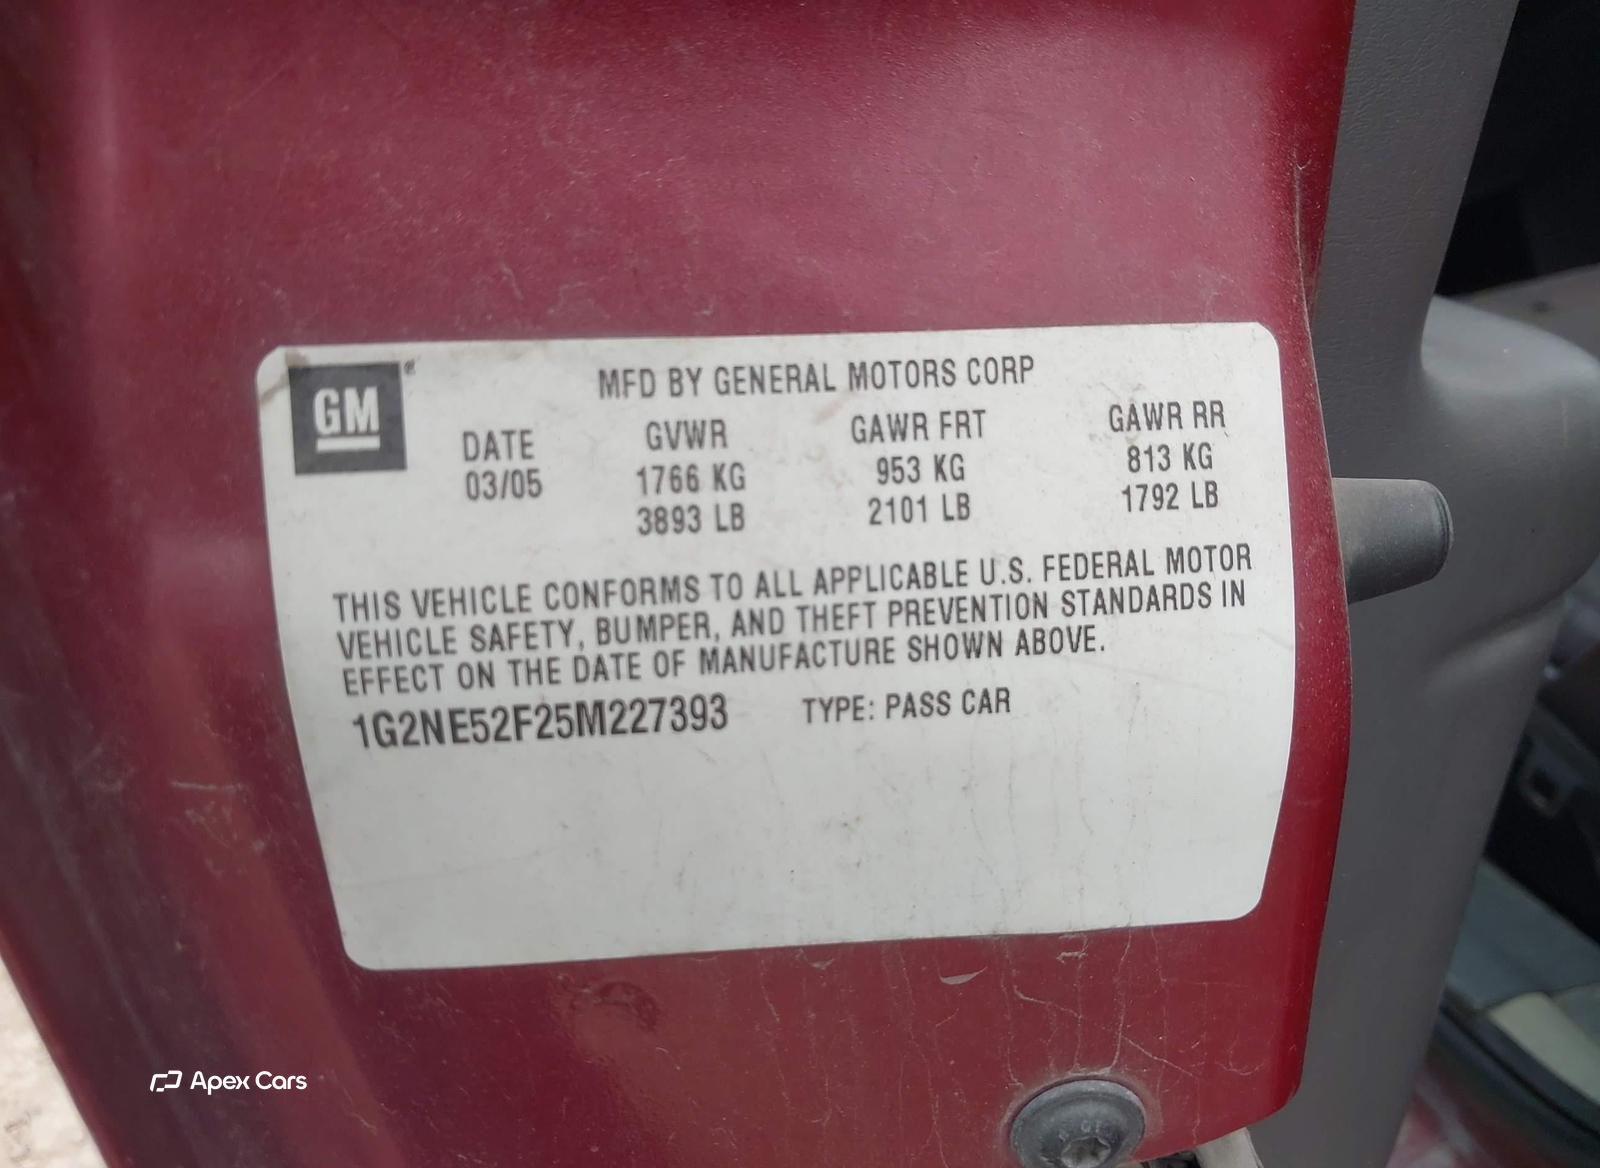 GM®
MFD BY GENERAL MOTORS CORP
DATE GVWR GAWR FRT GAWR RR
03/05 1766 KG 953 KG 813 KG
3893 LB 2101 LB 1792 LB
THIS VEHICLE CONFORMS TO ALL APPLICABLE U.S. FEDERAL MOTOR
VEHICLE SAFETY, BUMPER, AND THEFT PREVENTION STANDARDS IN
EFFECT ON THE DATE OF MANUFACTURE SHOWN ABOVE.
1G2NE52F25M227393 TYPE: PASS CAR
Apex Cars